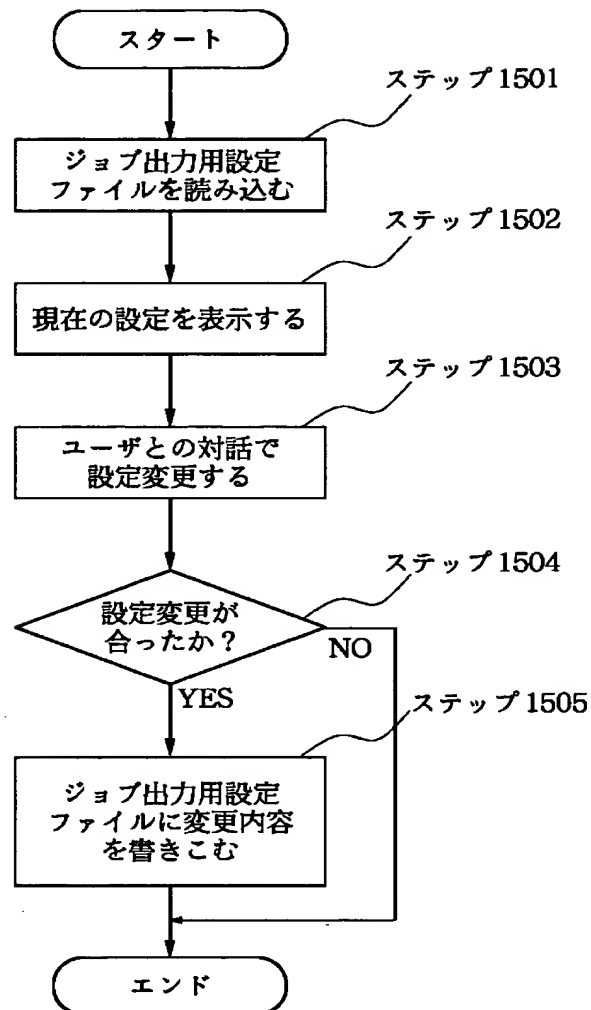 スタート
ステップ1501
ジョブ出力用設定
ファイルを読み込む
ステップ1502
現在の設定を表示する
ステップ1503
ユーザとの対話で
設定変更する
ステップ1504
設定変更が
合ったか？
NO
YES
ステップ1505
ジョブ出力用設定
ファイルに変更内容
を書きこむ
エンド